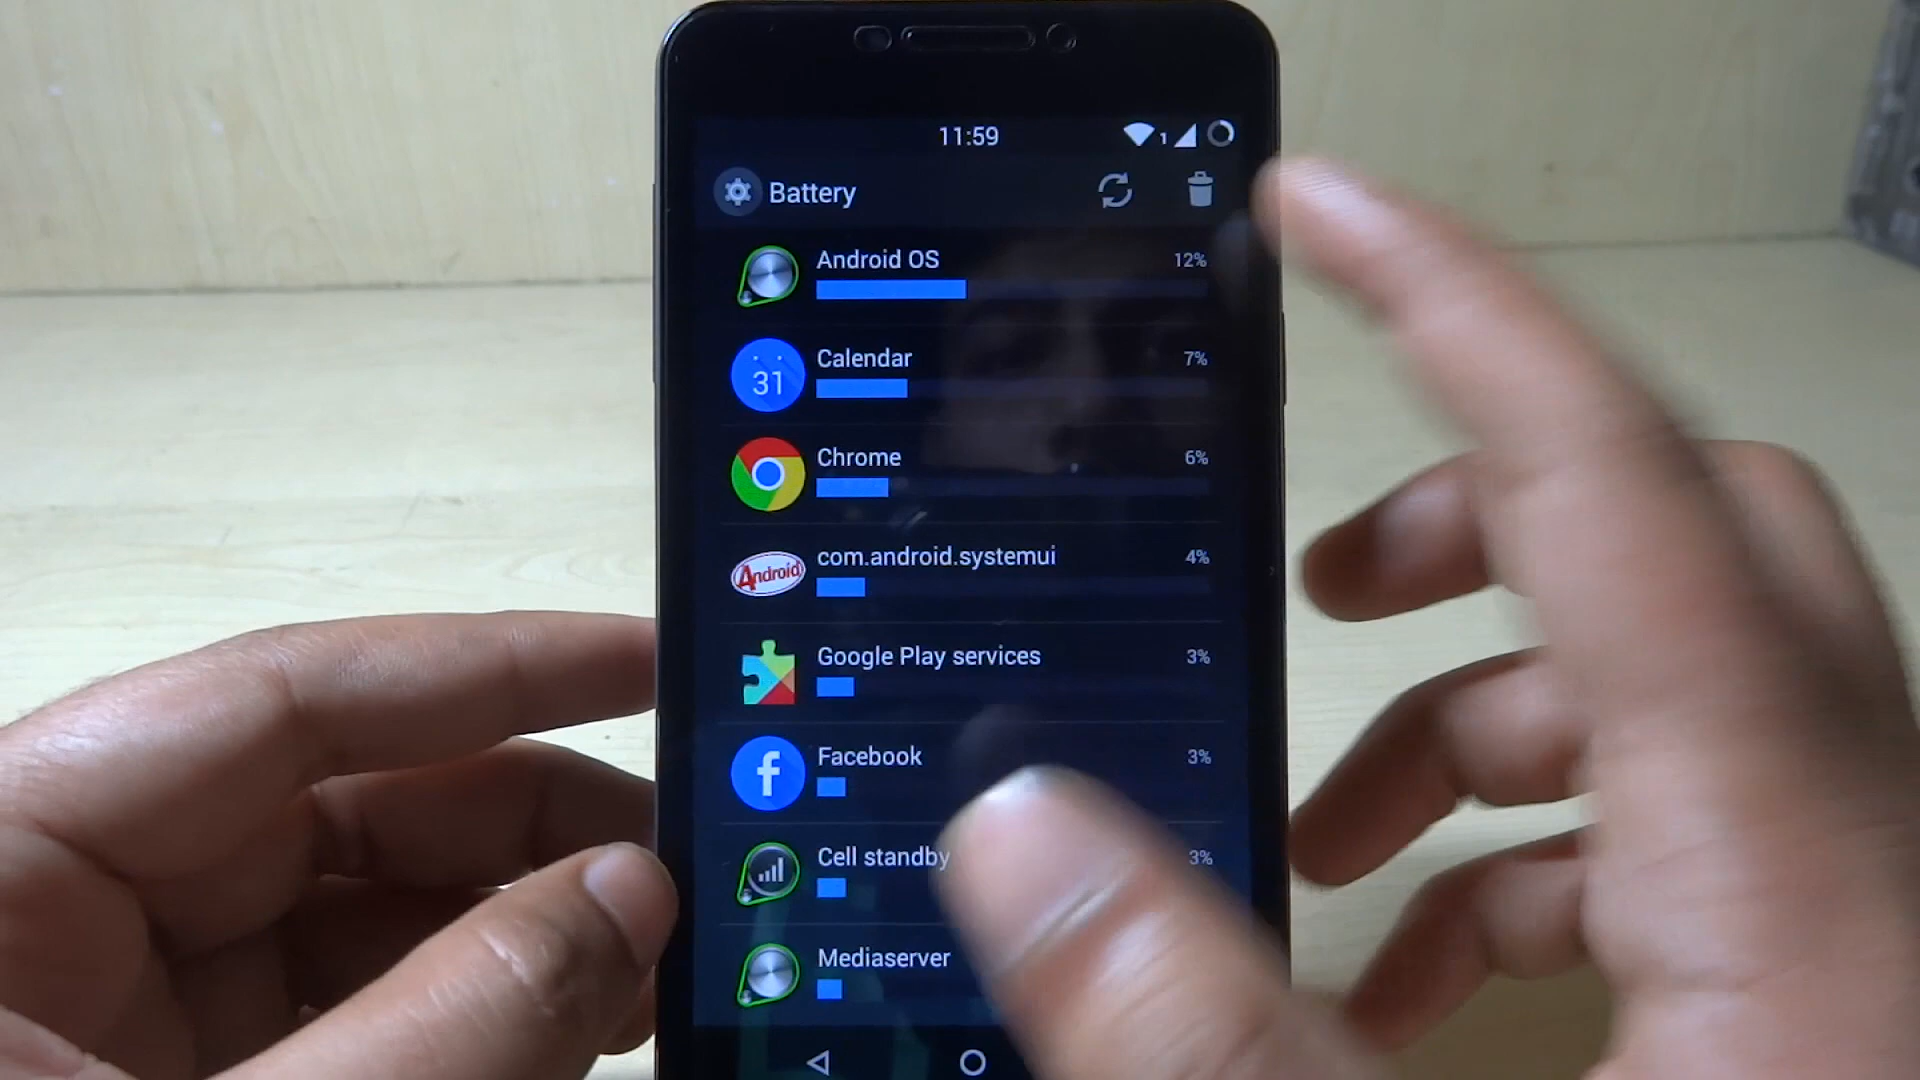 11:59
1
Battery
Android OS 12%
31
Calendar 7%
Chrome 6%
Android
com.android.systemui 4%
Google Play services 3%
f
Facebook 3%
Cell standby 3%
Mediaserver